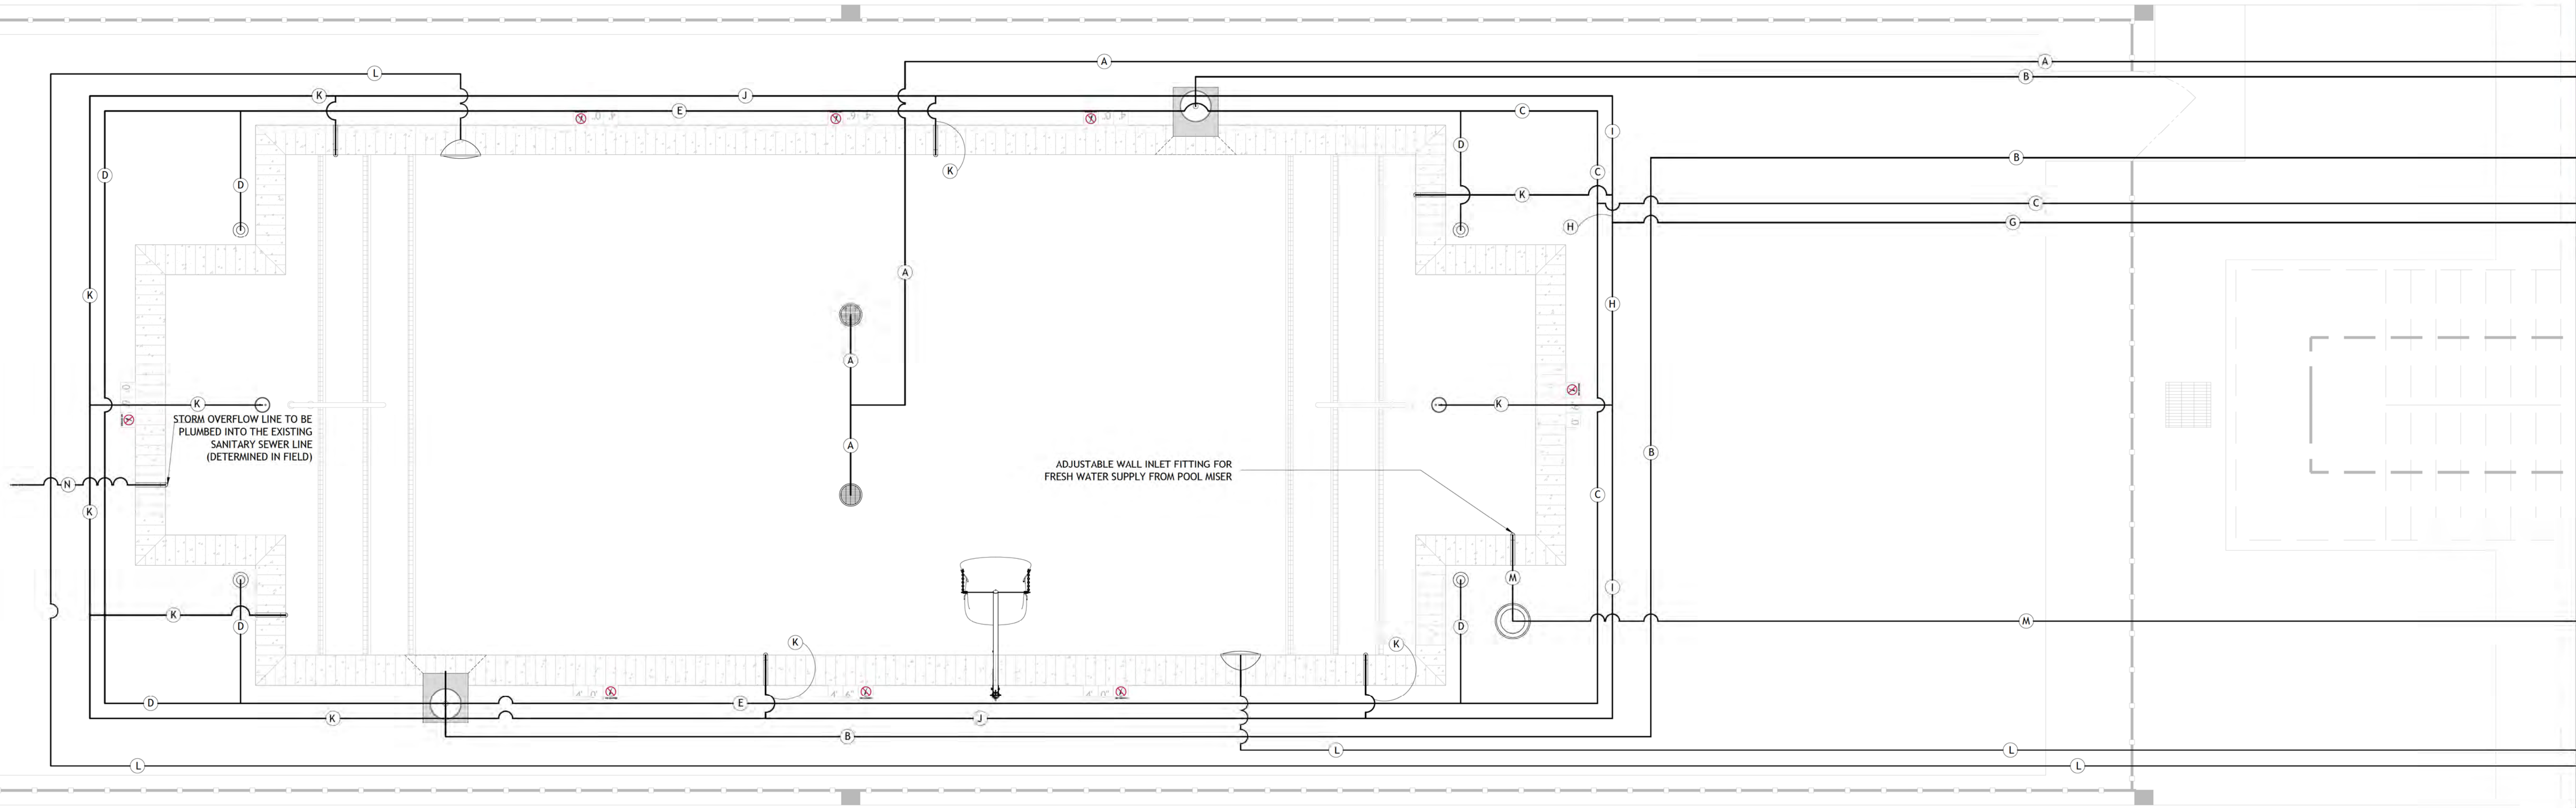 A
A
L
B
K
J
E
C
I
D
K
B
D
D
C
K
C
H
G
A
K
H
A
K
K
STORM OVERFLOW LINE TO BE
PLUMBED INTO THE EXISTING
SANITARY SEWER LINE
(DETERMINED IN FIELD)
A
B
ADJUSTABLE WALL INLET FITTING FOR
FRESH WATER SUPPLY FROM POOL MISER
N
C
K
M
I
K
M
D
D
K
K
D
E
K
J
B
L
L
L
L